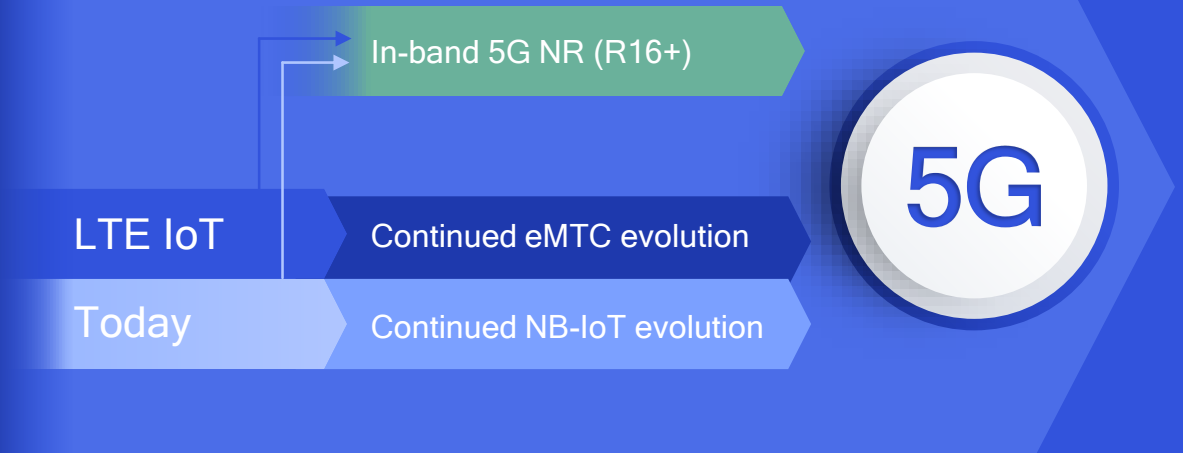 In-band 5G NR (R16+)
5G
LTE IoT
Continued eMTC evolution
Today
Continued NB-IoT evolution